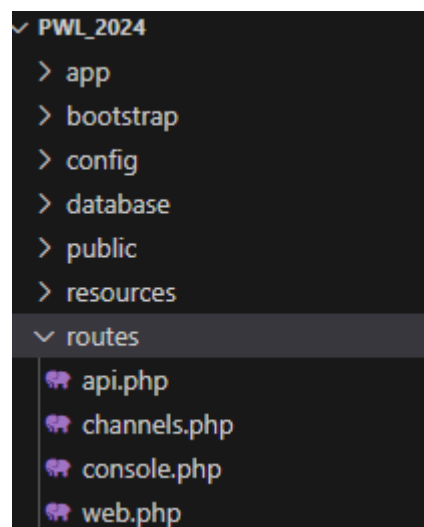 PWL_2024
app
bootstrap
config
database
public
resources
routes
api.php
channels.php
console.php
web.php